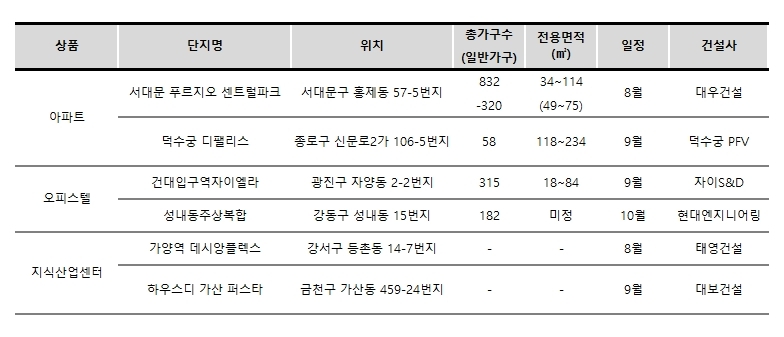 상품 단지명 위치 총가구수 (일반가구) 전용면적 (㎡) 일정 건설사
아파트
서대문 푸르지오 센트럴파크 서대문구 홍제동 57-5번지 832 -320 34~114 (49~75) 8월 대우건설
덕수궁 디팰리스 종로구 신문로2가 106-5번지 58 118~234 9월 덕수궁 PFV
오피스텔
건대입구역자이엘라 광진구 자양동 2-2번지 315 18~84 9월 자이S&D
성내동주상복합 강동구 성내동 15번지 182 미정 10월 현대엔지니어링
지식산업센터
가양역 데시앙플렉스 강서구 등촌동 14-7번지 - - 8월 태영건설
하우스디 가산 퍼스타 금천구 가산동 459-24번지 - - 9월 대보건설